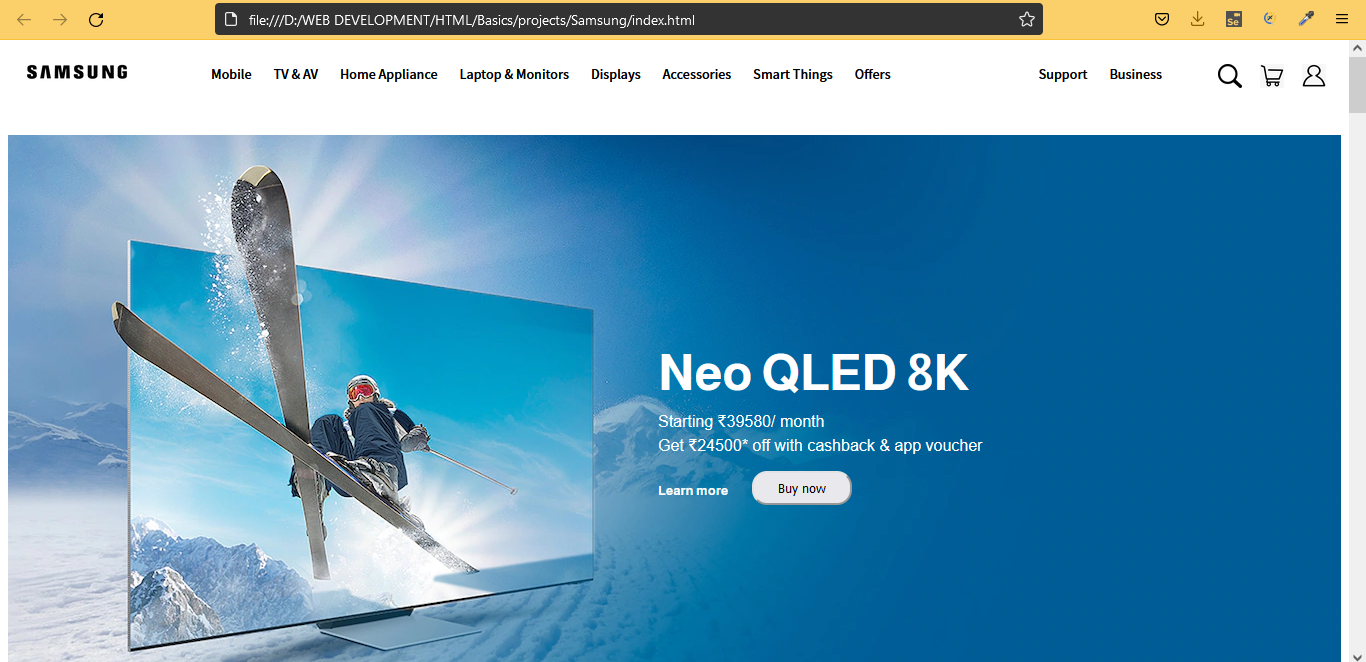 file:///D:/WEB DEVELOPMENT/HTML/Basics/projects/Samsung/index.html
Se
SAMSUNG Mobile TV & AV Home Appliance Laptop & Monitors Displays Accessories Smart Things Offers Support Business
Neo QLED 8K
Starting ₹39580/ month
Get ₹24500* off with cashback & app voucher
Learn more Buy now